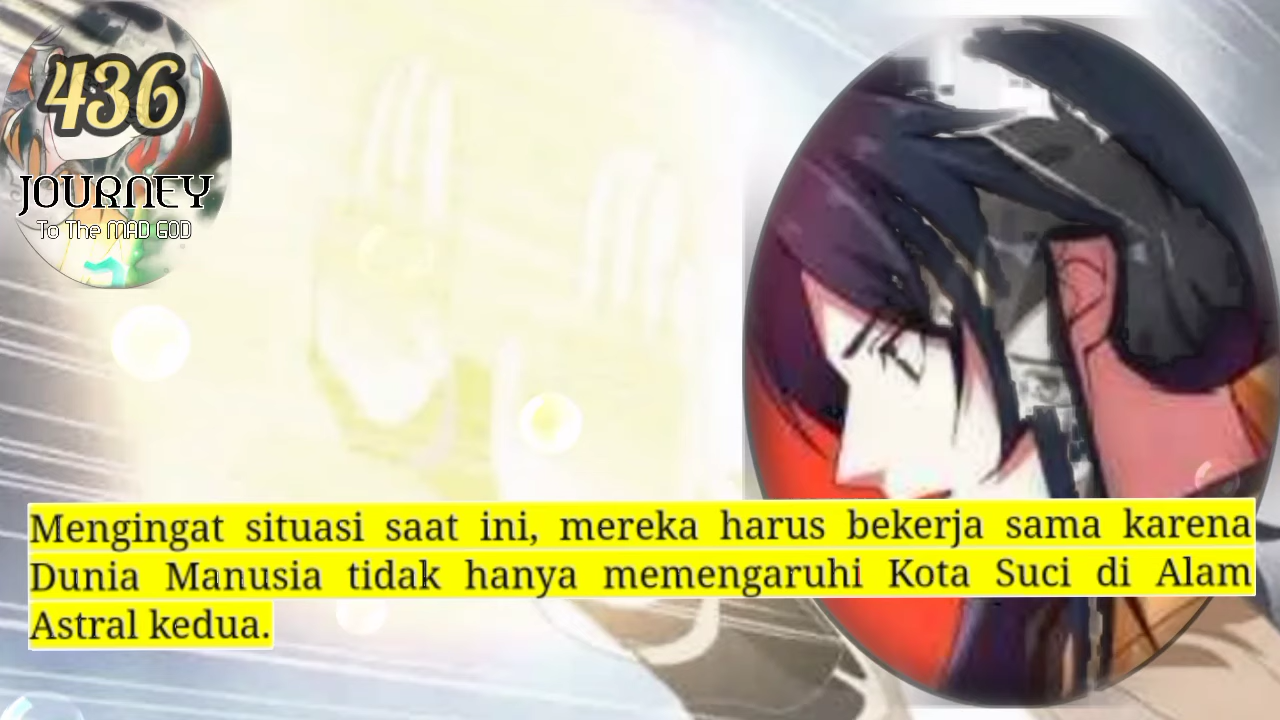 436
JOURNEY
To The MAD GOD
Mengingat situasi saat ini, mereka harus bekerja sama karena
Dunia Manusia tidak hanya memengaruhi Kota Suci di Alam
Astral kedua.